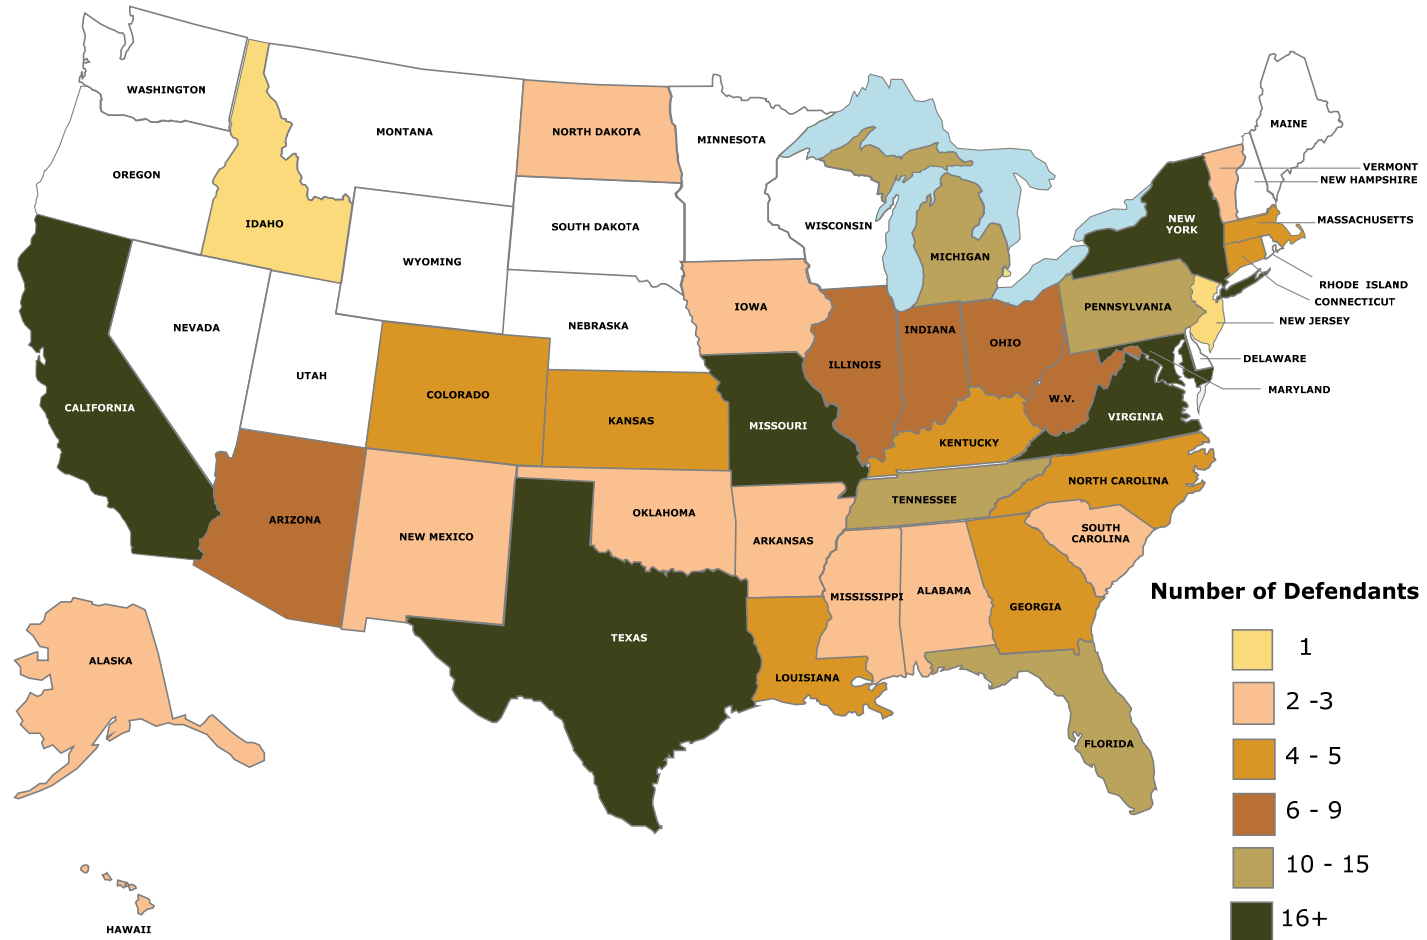 WASHINGTON
MONTANA
NORTH DAKOTA
MINNESOTA
MAINE
OREGON
IDAHO
SOUTH DAKOTA
WISCONSIN
MICHIGAN
NEW
YORK
VERMONT
NEW HAMPSHIRE
MASSACHUSETTS
WYOMING
RHODE ISLAND
CONNECTICUT
NEW JERSEY
NEVADA
NEBRASKA
IOWA
PENNSYLVANIA
ILLINOIS
INDIANA
OHIO
DELAWARE
MARYLAND
UTAH
COLORADO
CALIFORNIA
KANSAS
MISSOURI
W.V.
VIRGINIA
KENTUCKY
ARIZONA
NEW MEXICO
OKLAHOMA
ARKANSAS
TENNESSEE
NORTH CAROLINA
SOUTH
CAROLINA
MISSISSIPPI
ALABAMA
GEORGIA
TEXAS
LOUISIANA
FLORIDA
ALASKA
HAWAII
Number of Defendants
1
2 -3
4 - 5
6 - 9
10 - 15
16+